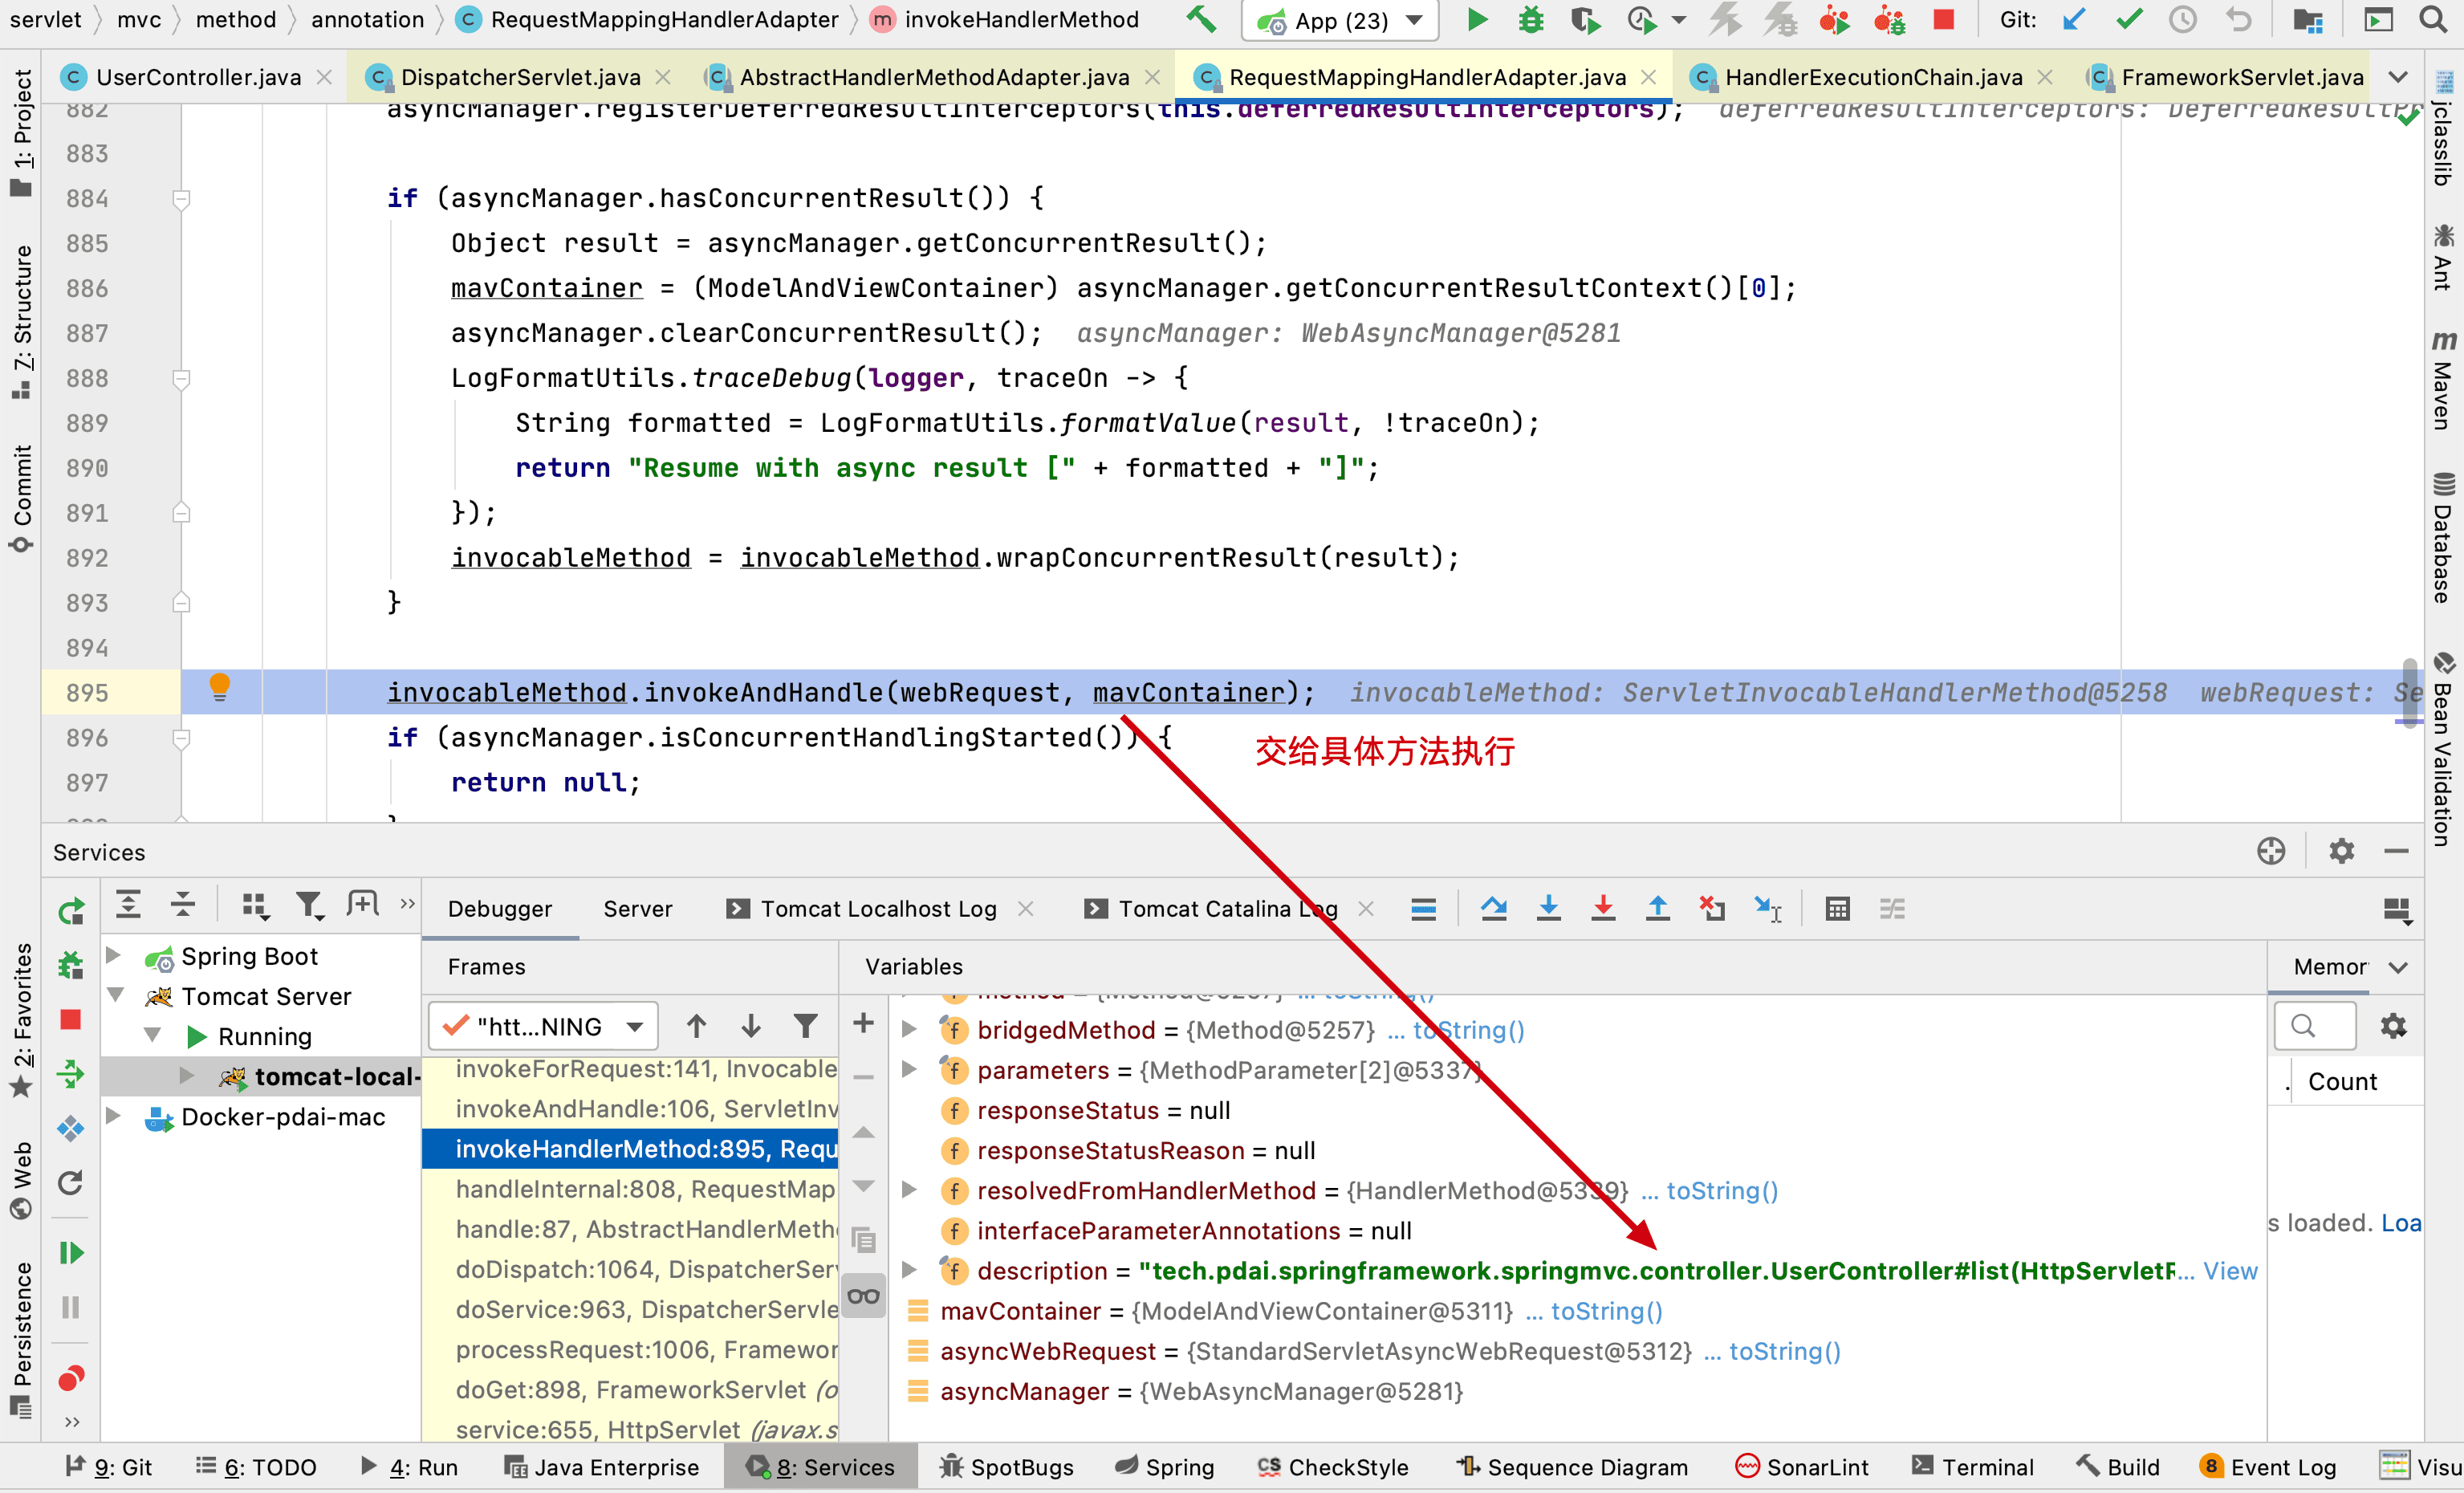 servlet mvc method annotation RequestMappingHandlerAdapter invokeHandlerMethod App (23) Git:
UserController.java DispatcherServlet.java AbstractHandlerMethodAdapter.java RequestMappingHandlerAdapter.java HandlerExecutionChain.java FrameworkServlet.java
1: Project
7: Structure
Commit
2: Favorites
Web
Persistence
882 asyncManager.registerDeferredResultInterceptors(this.deferredResultInterceptors); deferredResultInterceptors: DeferredResultPr
883
884 if (asyncManager.hasConcurrentResult()) {
885 Object result = asyncManager.getConcurrentResult();
886 mavContainer = (ModelAndViewContainer) asyncManager.getConcurrentResultContext()[0];
887 asyncManager.clearConcurrentResult(); asyncManager: WebAsyncManager@5281
888 LogFormatUtils.traceDebug(logger, traceOn -> {
889 String formatted = LogFormatUtils.formatValue(result, !traceOn);
890 return "Resume with async result [" + formatted + "]";
891 });
892 invocableMethod = invocableMethod.wrapConcurrentResult(result);
893 }
894
895 invocableMethod.invokeAndHandle(webRequest, mavContainer); invocableMethod: ServletInvocableHandlerMethod@5258 webRequest: Se
896 if (asyncManager.isConcurrentHandlingStarted()) {
交给具体方法执行
897 return null;
jclasslib
Ant
Maven
Database
Bean Validation
Services
Debugger Server Tomcat Localhost Log Tomcat Catalina Log
Spring Boot
Tomcat Server
Running
tomcat-local-
Docker-pdai-mac
Frames
"htt...NING
invokeForRequest:141, Invocable
invokeAndHandle:106, ServletInv
invokeHandlerMethod:895, Requ
handleInternal:808, RequestMap
handle:87, AbstractHandlerMeth
doDispatch:1064, DispatcherServ
doService:963, DispatcherServle
processRequest:1006, Framewor
doGet:898, FrameworkServlet (o
service:655, HttpServlet (javax.s
Variables
method = {Method@5257} ... toString()
bridgedMethod = {Method@5257} ... toString()
parameters = {MethodParameter[2]@5337}
responseStatus = null
responseStatusReason = null
resolvedFromHandlerMethod = {HandlerMethod@5339} ... toString()
interfaceParameterAnnotations = null
description = "tech.pdai.springframework.springmvc.controller.UserController#list(HttpServletR... View
mavContainer = {ModelAndViewContainer@5311} ... toString()
asyncWebRequest = {StandardServletAsyncWebRequest@5312} ... toString()
asyncManager = {WebAsyncManager@5281}
Memor
Count
s loaded. Loa
9: Git 6: TODO 4: Run Java Enterprise 8: Services SpotBugs Spring CheckStyle Sequence Diagram SonarLint Terminal Build 8 Event Log Visu